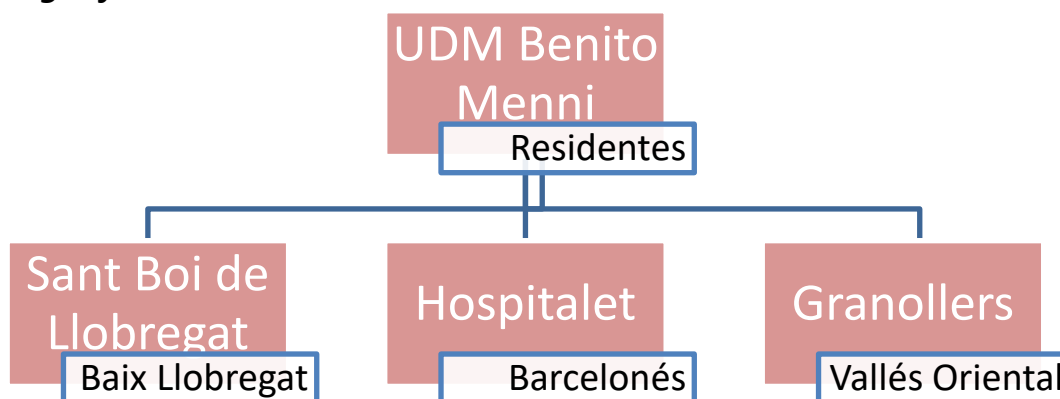 UDM Benito
Menni
Residentes
Sant Boi de
Llobregat
Baix Llobregat
Hospitalet
Barcelonés
Granollers
Vallés Oriental